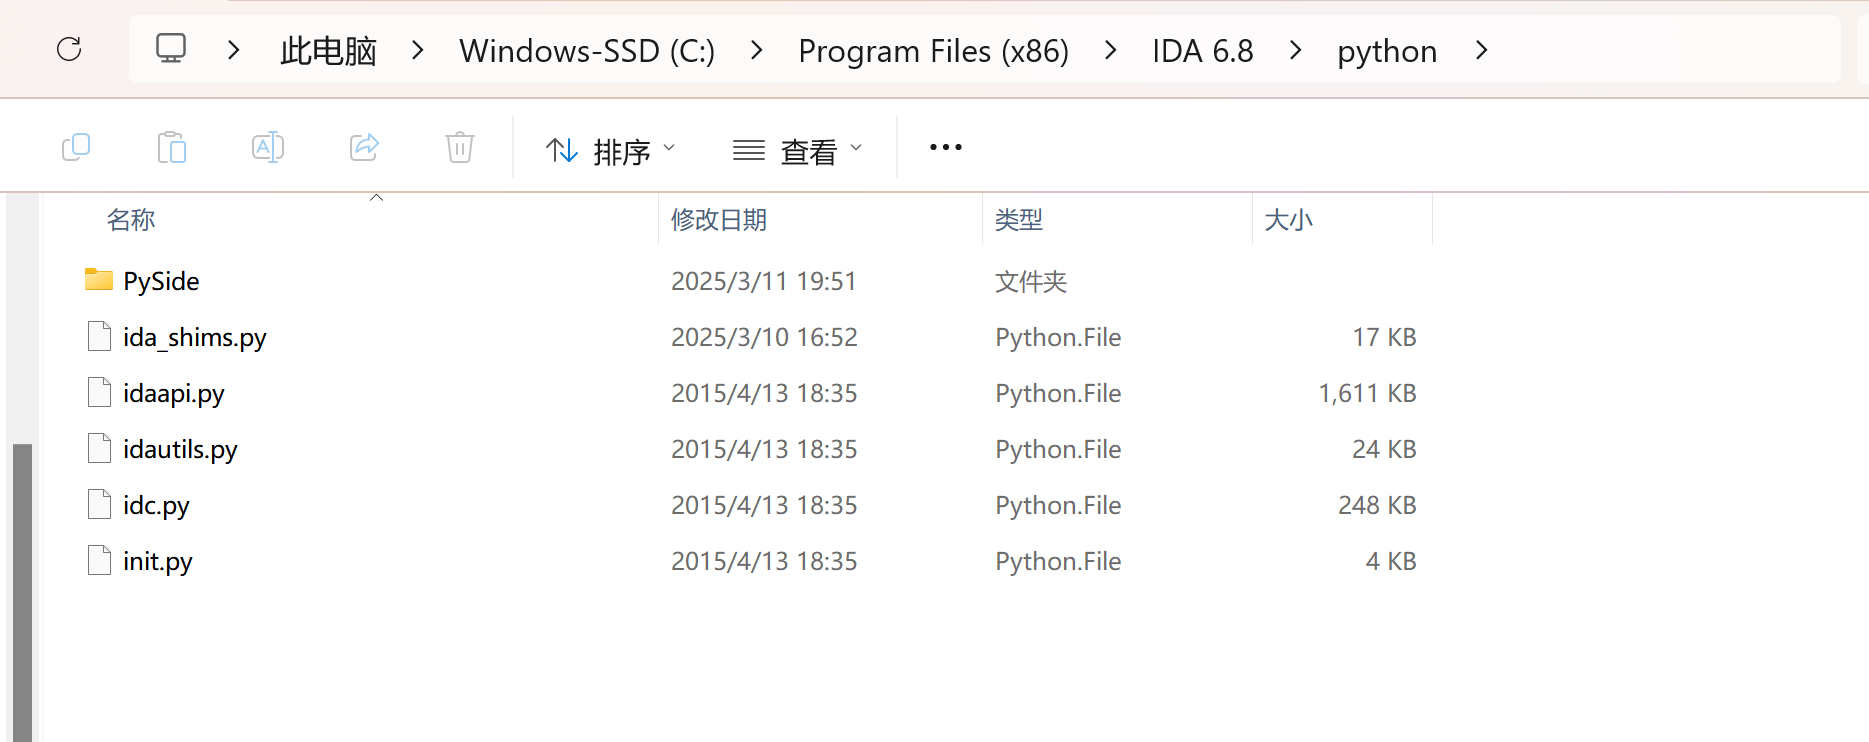 此电脑 > Windows-SSD (C:) > Program Files (x86) > IDA 6.8 > python >
排序 查看 •••
名称 修改日期 类型 大小
PySide 2025/3/11 19:51 文件夹
ida_shims.py 2025/3/10 16:52 Python.File 17 KB
idaapi.py 2015/4/13 18:35 Python.File 1,611 KB
idautils.py 2015/4/13 18:35 Python.File 24 KB
idc.py 2015/4/13 18:35 Python.File 248 KB
init.py 2015/4/13 18:35 Python.File 4 KB